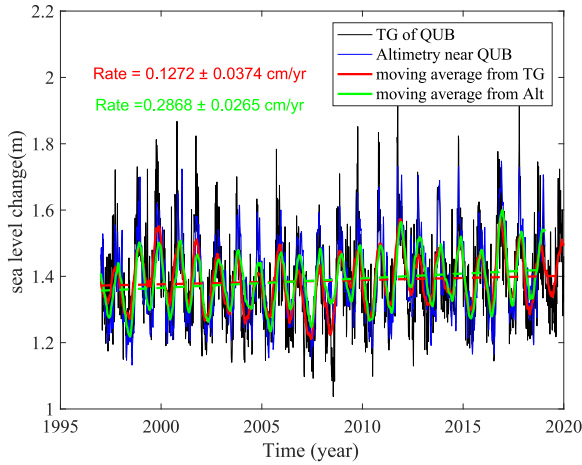 2.2
2
1.8
1.6
1.4
1.2
1
sea level change(m)
Rate = 0.1272 ± 0.0374 cm/yr
Rate =0.2868 ± 0.0265 cm/yr
TG of QUB
Altimetry near QUB
moving average from TG
moving average from Alt
1995
2000
2005
2010
2015
2020
Time (year)